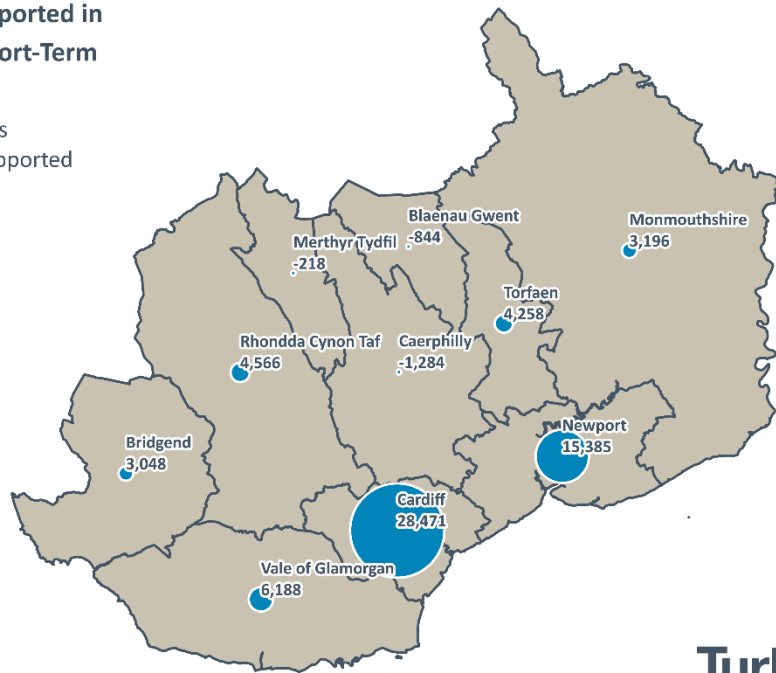 ported in
ort-Term
s
pported
Blaenau Gwent
-844
Monmouthshire
3,196
Merthyr Tydfil
-218
Torfaen
4,258
Rhondda Cynon Taf
4,566
Caerphilly
-1,284
Newport
15,385
Bridgend
3,048
Cardiff
28,471
Vale of Glamorgan
6,188